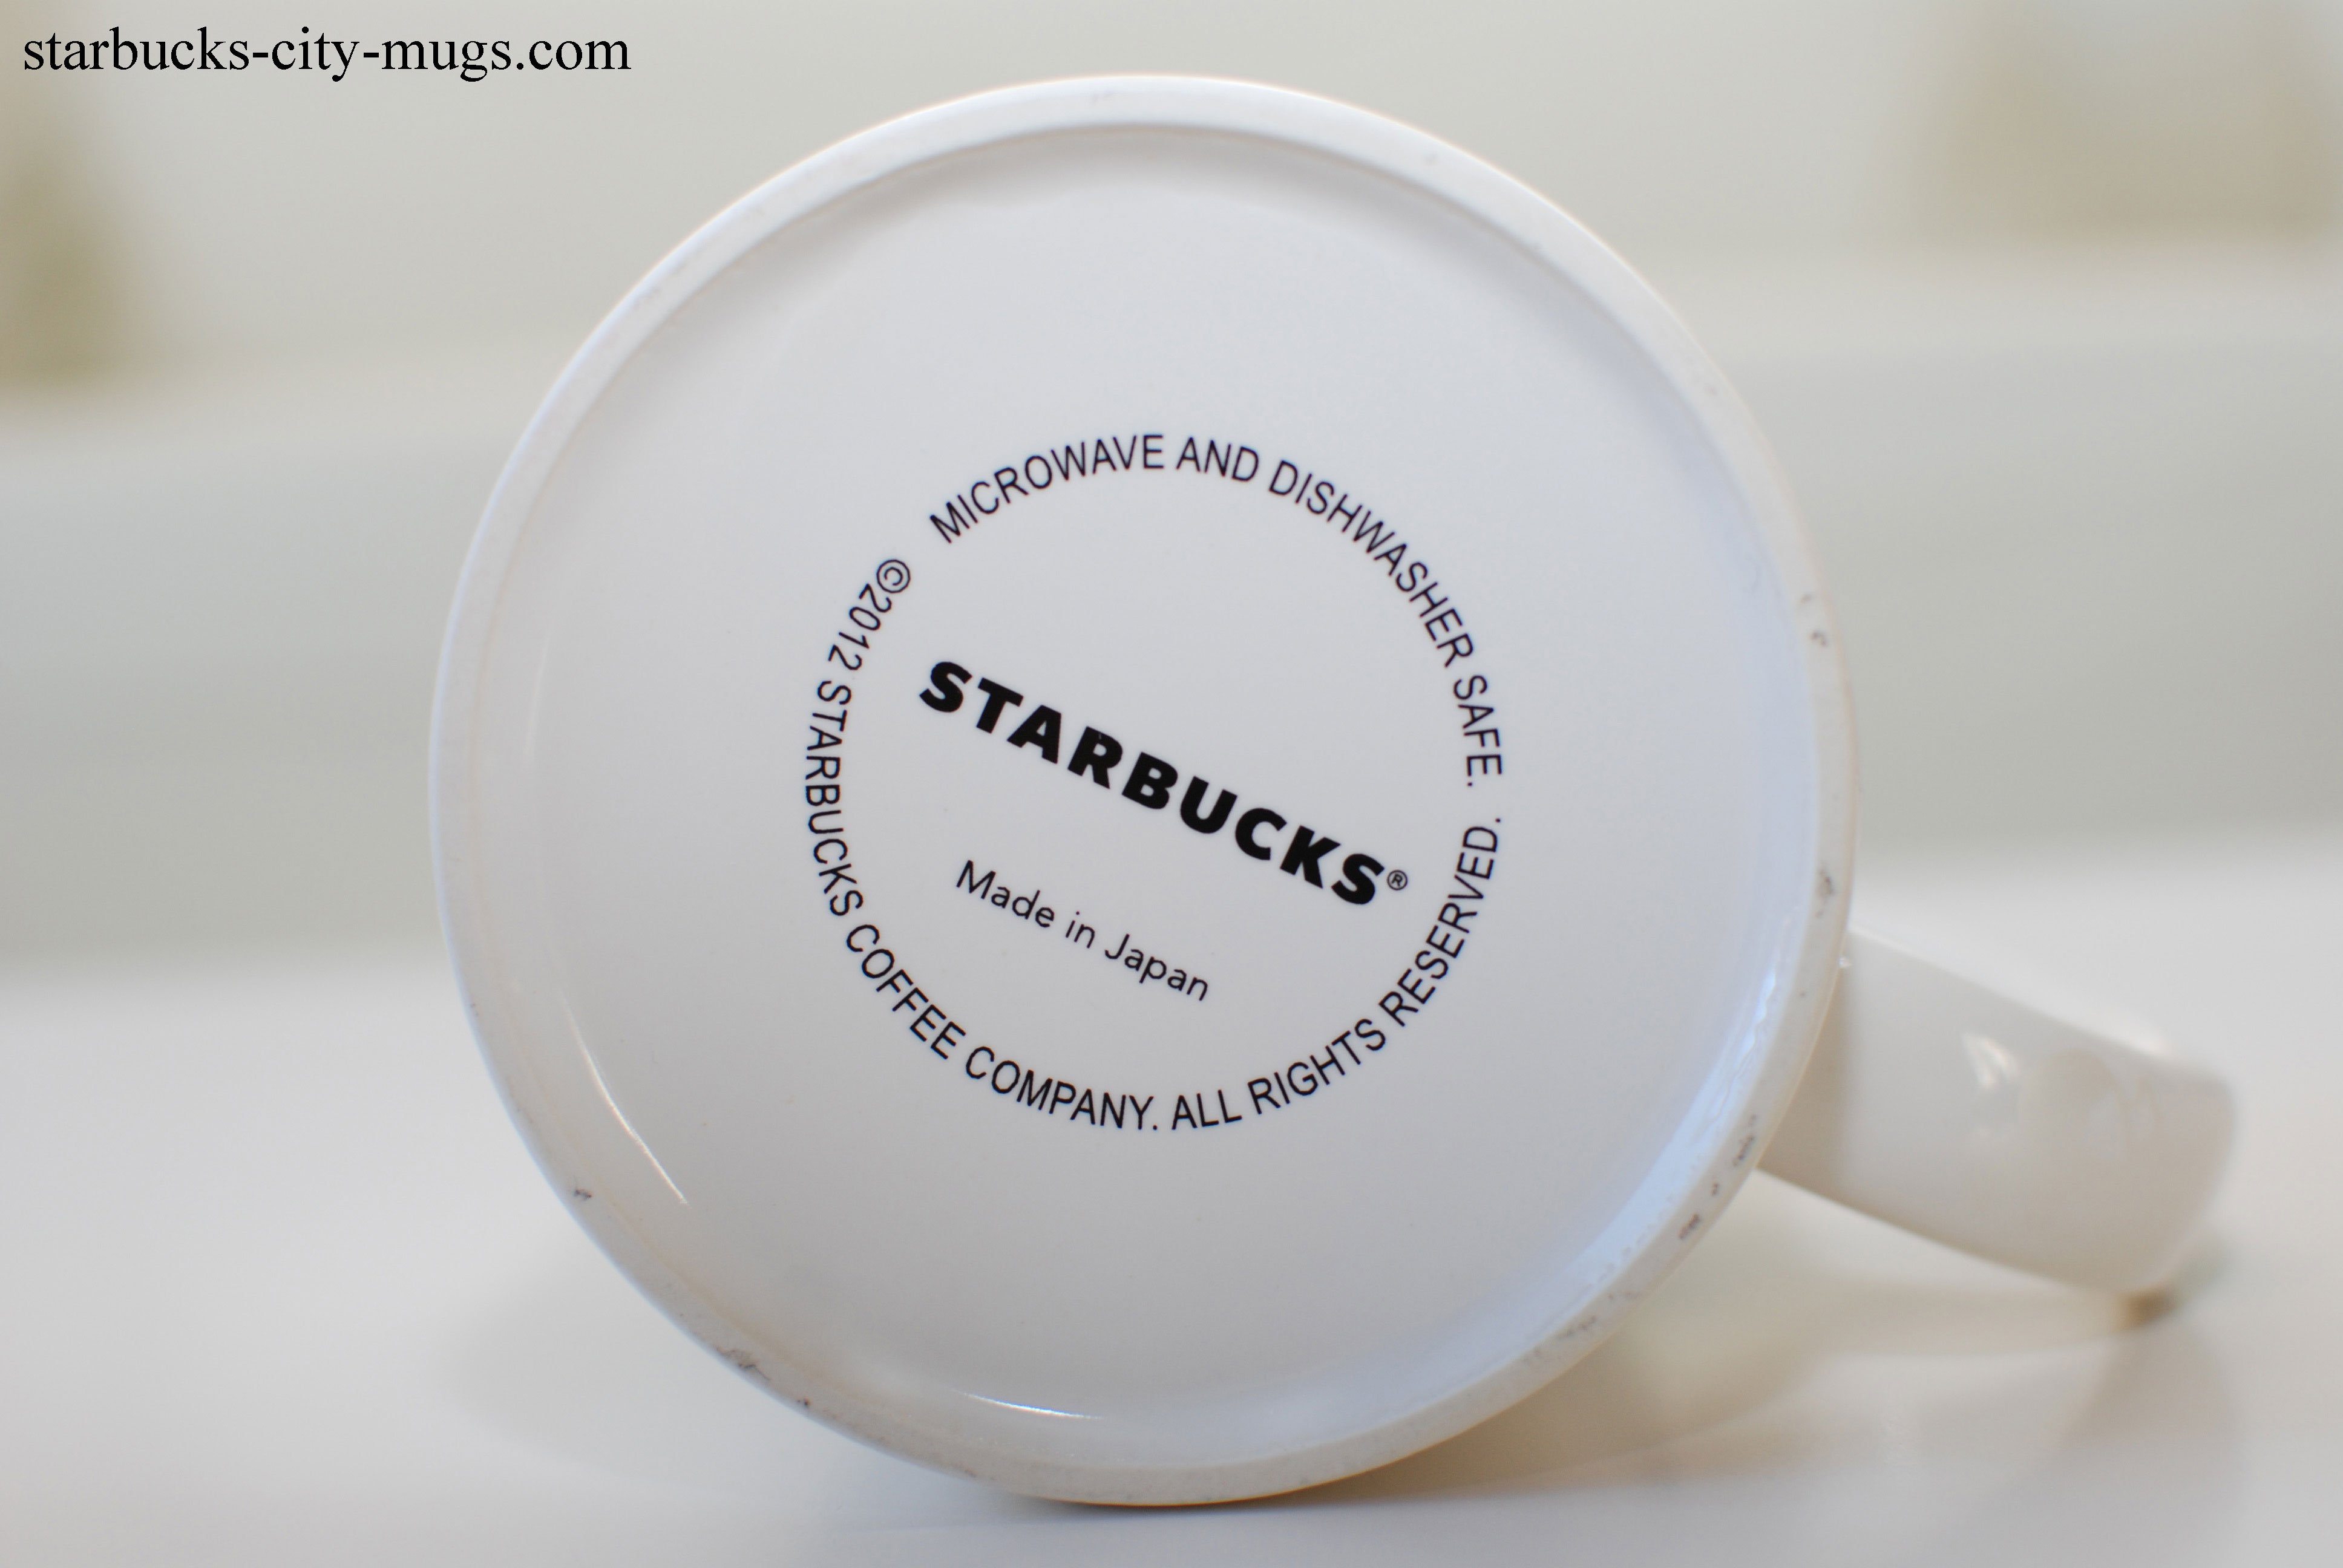 starbucks-city-mugs.com
MICROWAVE AND DISHWASHER SAFE.
STARBUCKS®
Made in Japan
©2012 STARBUCKS COFFEE COMPANY. ALL RIGHTS RESERVED.